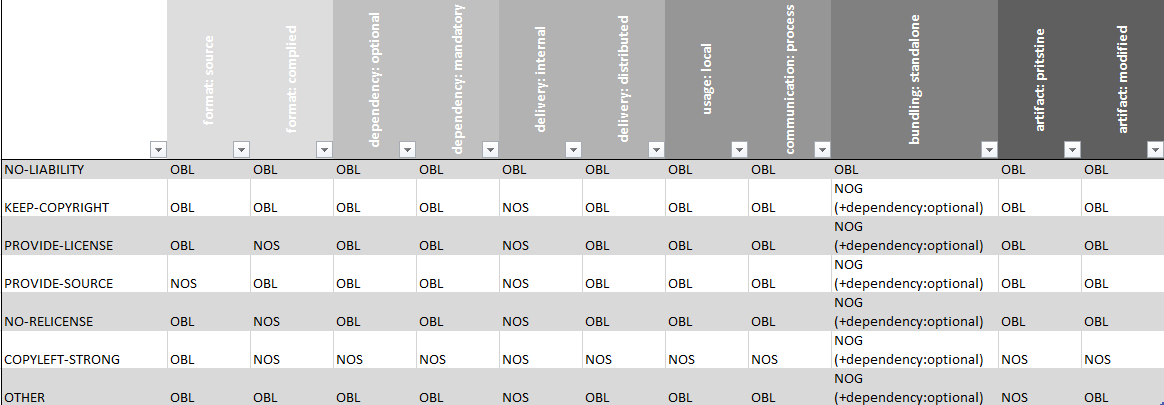 format: source
format: complied
dependency: optional
dependency: mandatory
delivery: internal
delivery: distributed
usage: local
communication: process
bundling: standalone
artifact: pritstine
artifact: modified
NO-LIABILITY OBL OBL OBL OBL OBL OBL OBL OBL OBL OBL OBL
NOG
KEEP-COPYRIGHT OBL OBL OBL OBL NOS OBL OBL OBL (+dependency:optional) OBL OBL
NOG
PROVIDE-LICENSE OBL NOS OBL OBL NOS OBL OBL OBL (+dependency:optional) OBL OBL
NOG
PROVIDE-SOURCE NOS OBL OBL OBL NOS OBL OBL OBL (+dependency:optional) OBL OBL
NOG
NO-RELICENSE OBL NOS OBL OBL NOS OBL OBL OBL (+dependency:optional) OBL OBL
NOG
COPYLEFT-STRONG OBL NOS NOS NOS NOS NOS NOS NOS (+dependency:optional) NOS NOS
NOG
OTHER OBL OBL OBL OBL NOS OBL OBL OBL (+dependency:optional) NOS OBL